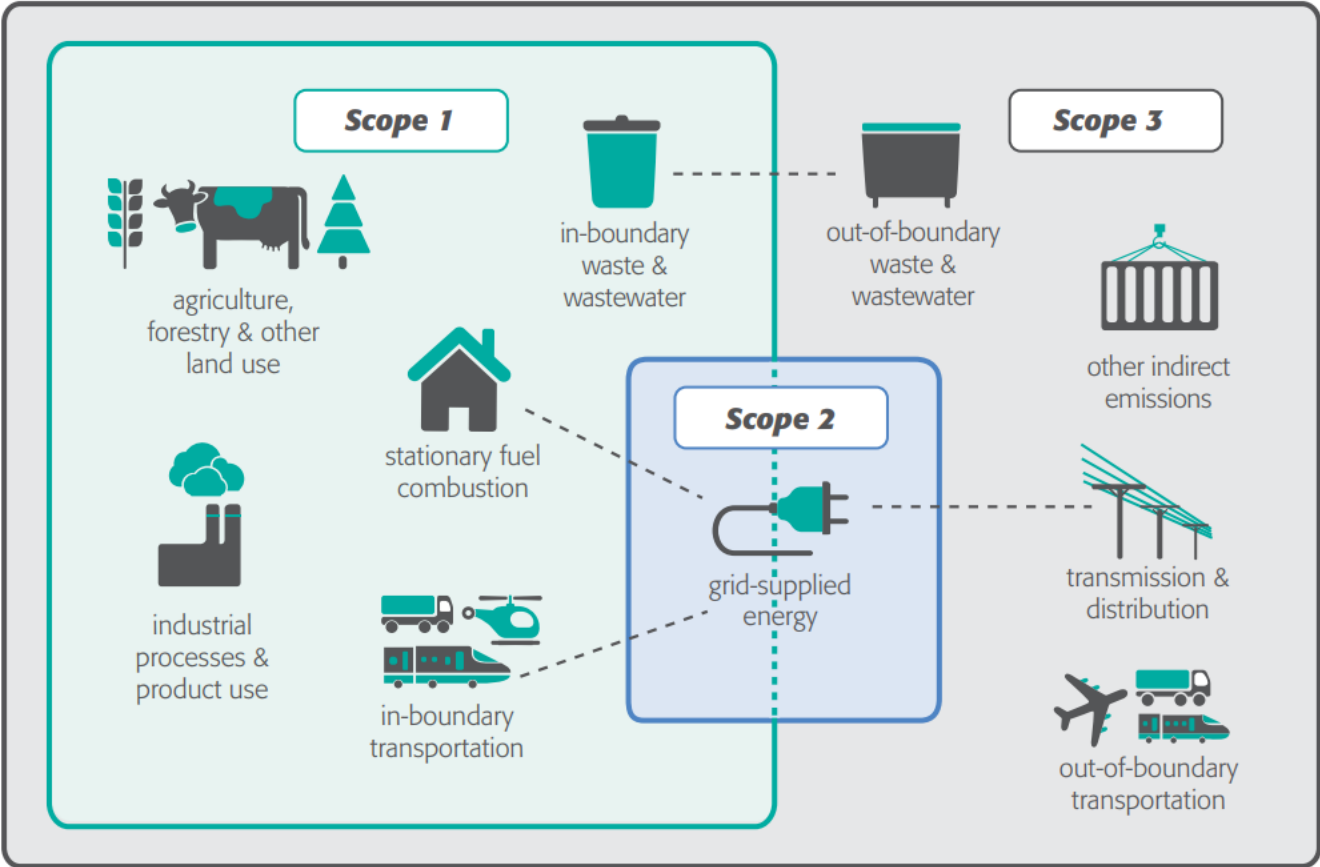 Scope 1
agriculture,
forestry & other
land use
in-boundary
waste &
wastewater
stationary fuel
combustion
industrial
processes &
product use
in-boundary
transportation
Scope 2
grid-supplied
energy
Scope 3
out-of-boundary
waste &
wastewater
other indirect
emissions
transmission &
distribution
out-of-boundary
transportation